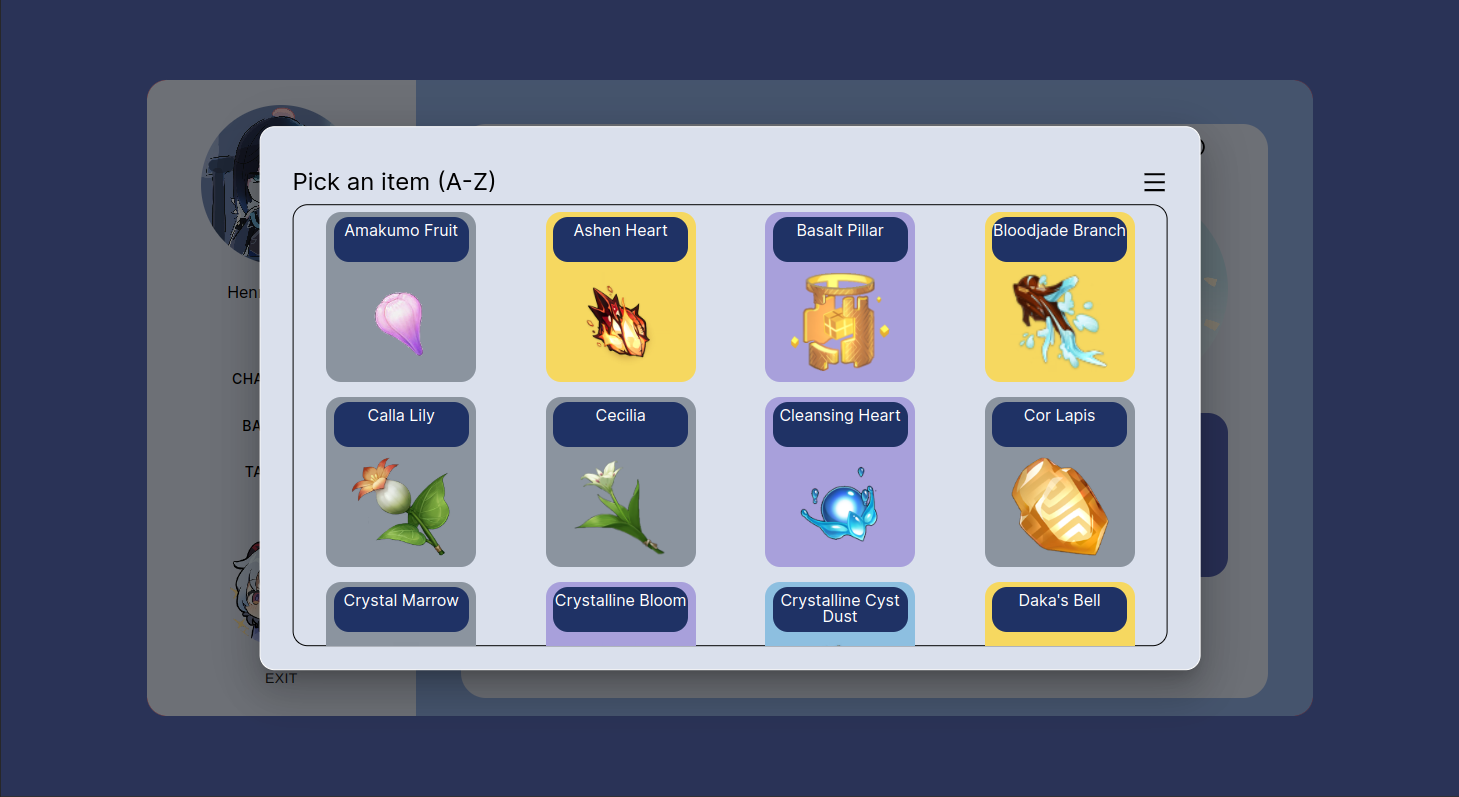 Pick an item (A-Z)
Amakumo Fruit
Ashen Heart
Basalt Pillar
Bloodjade Branch
Calla Lily
Cecilia
Cleansing Heart
Cor Lapis
Crystal Marrow
Crystalline Bloom
Crystalline Cyst
Dust
Daka's Bell
EXIT